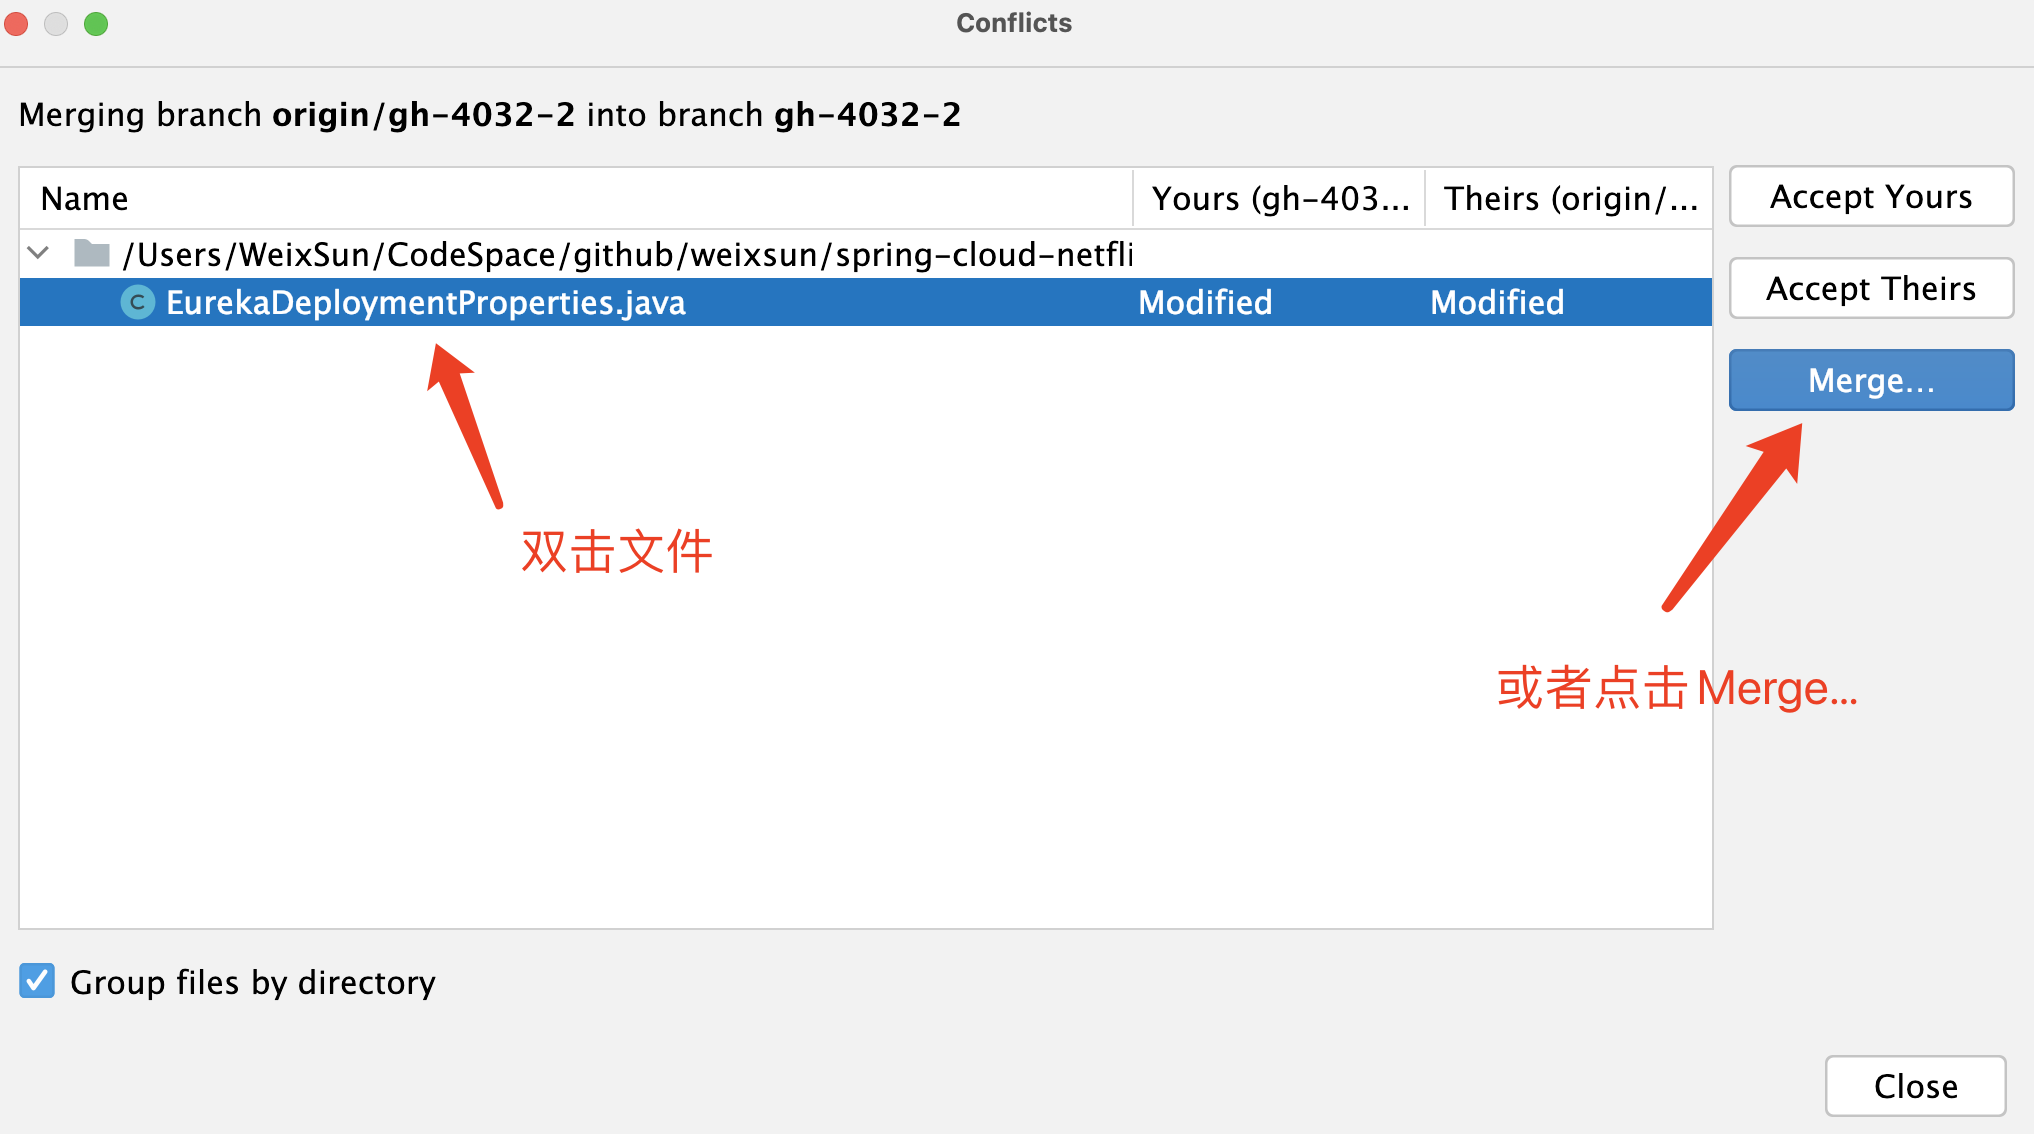 Conflicts
Merging branch origin/gh-4032-2 into branch gh-4032-2
Name Yours (gh-403... Theirs (origin/...
/Users/WeixSun/CodeSpace/github/weixsun/spring-cloud-netfli
C EurekaDeploymentProperties.java Modified Modified
Accept Yours
Accept Theirs
Merge...
双击文件
或者点击Merge...
Group files by directory
Close